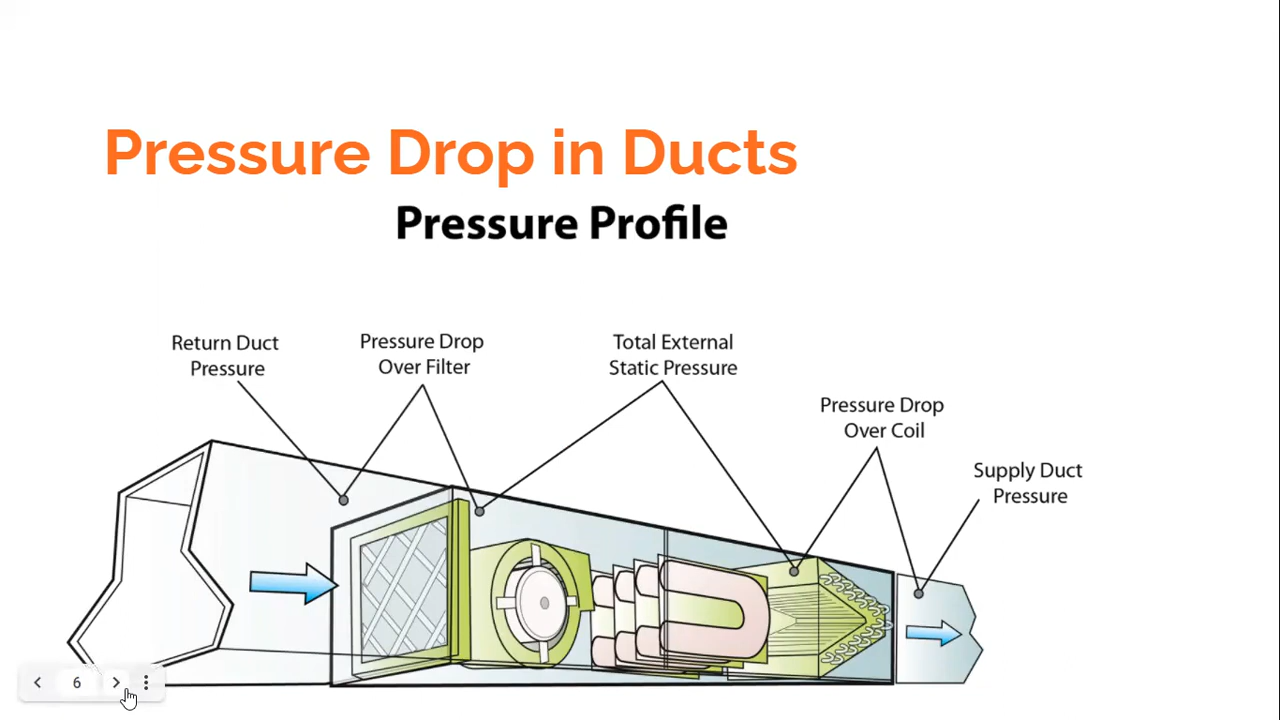 Pressure Drop in Ducts
Pressure Profile
Return Duct
Pressure
Pressure Drop
Over Filter
Total External
Static Pressure
Pressure Drop
Over Coil
Supply Duct
Pressure
6